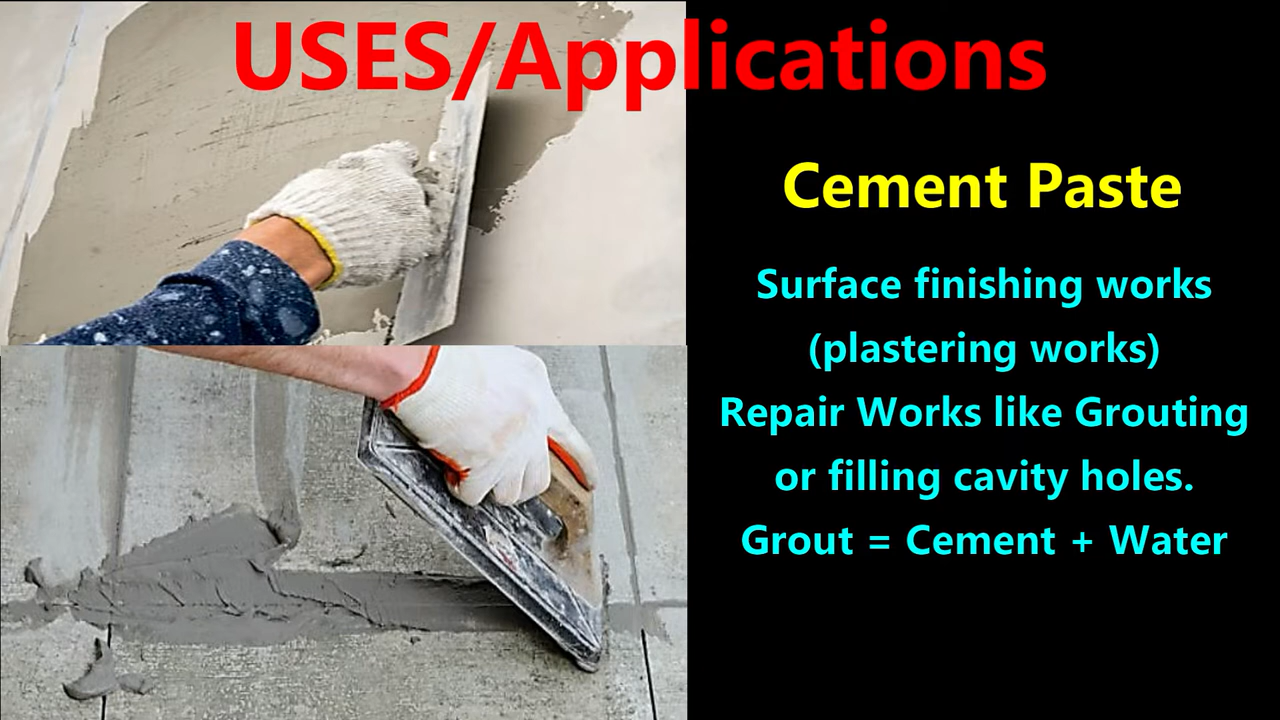 USES/Applications
Cement Paste
Surface finishing works
(plastering works)
Repair Works like Grouting
or filling cavity holes.
Grout = Cement + Water